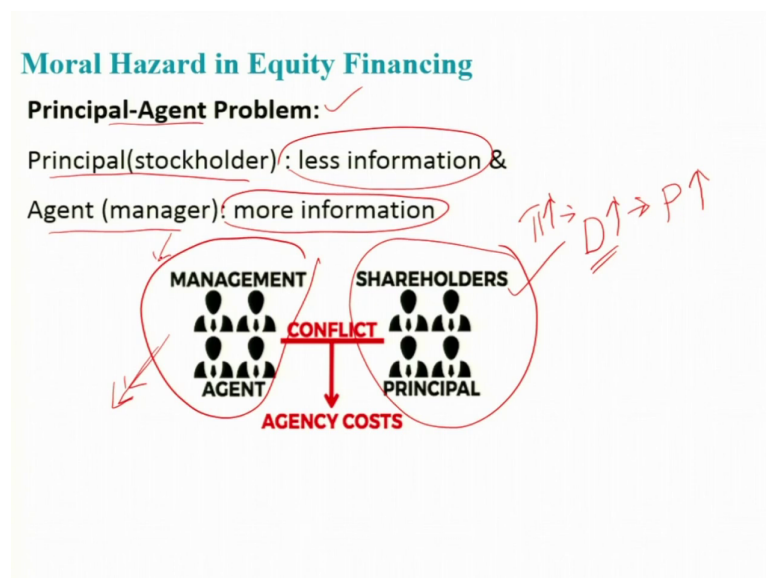 Moral Hazard in Equity Financing
Principal-Agent Problem:
Principal(stockholder) : less information &
Agent (manager): more information
π↑⇒ D↑→ P↑
MANAGEMENT SHAREHOLDERS
CONFLICT
AGENT PRINCIPAL
AGENCY COSTS